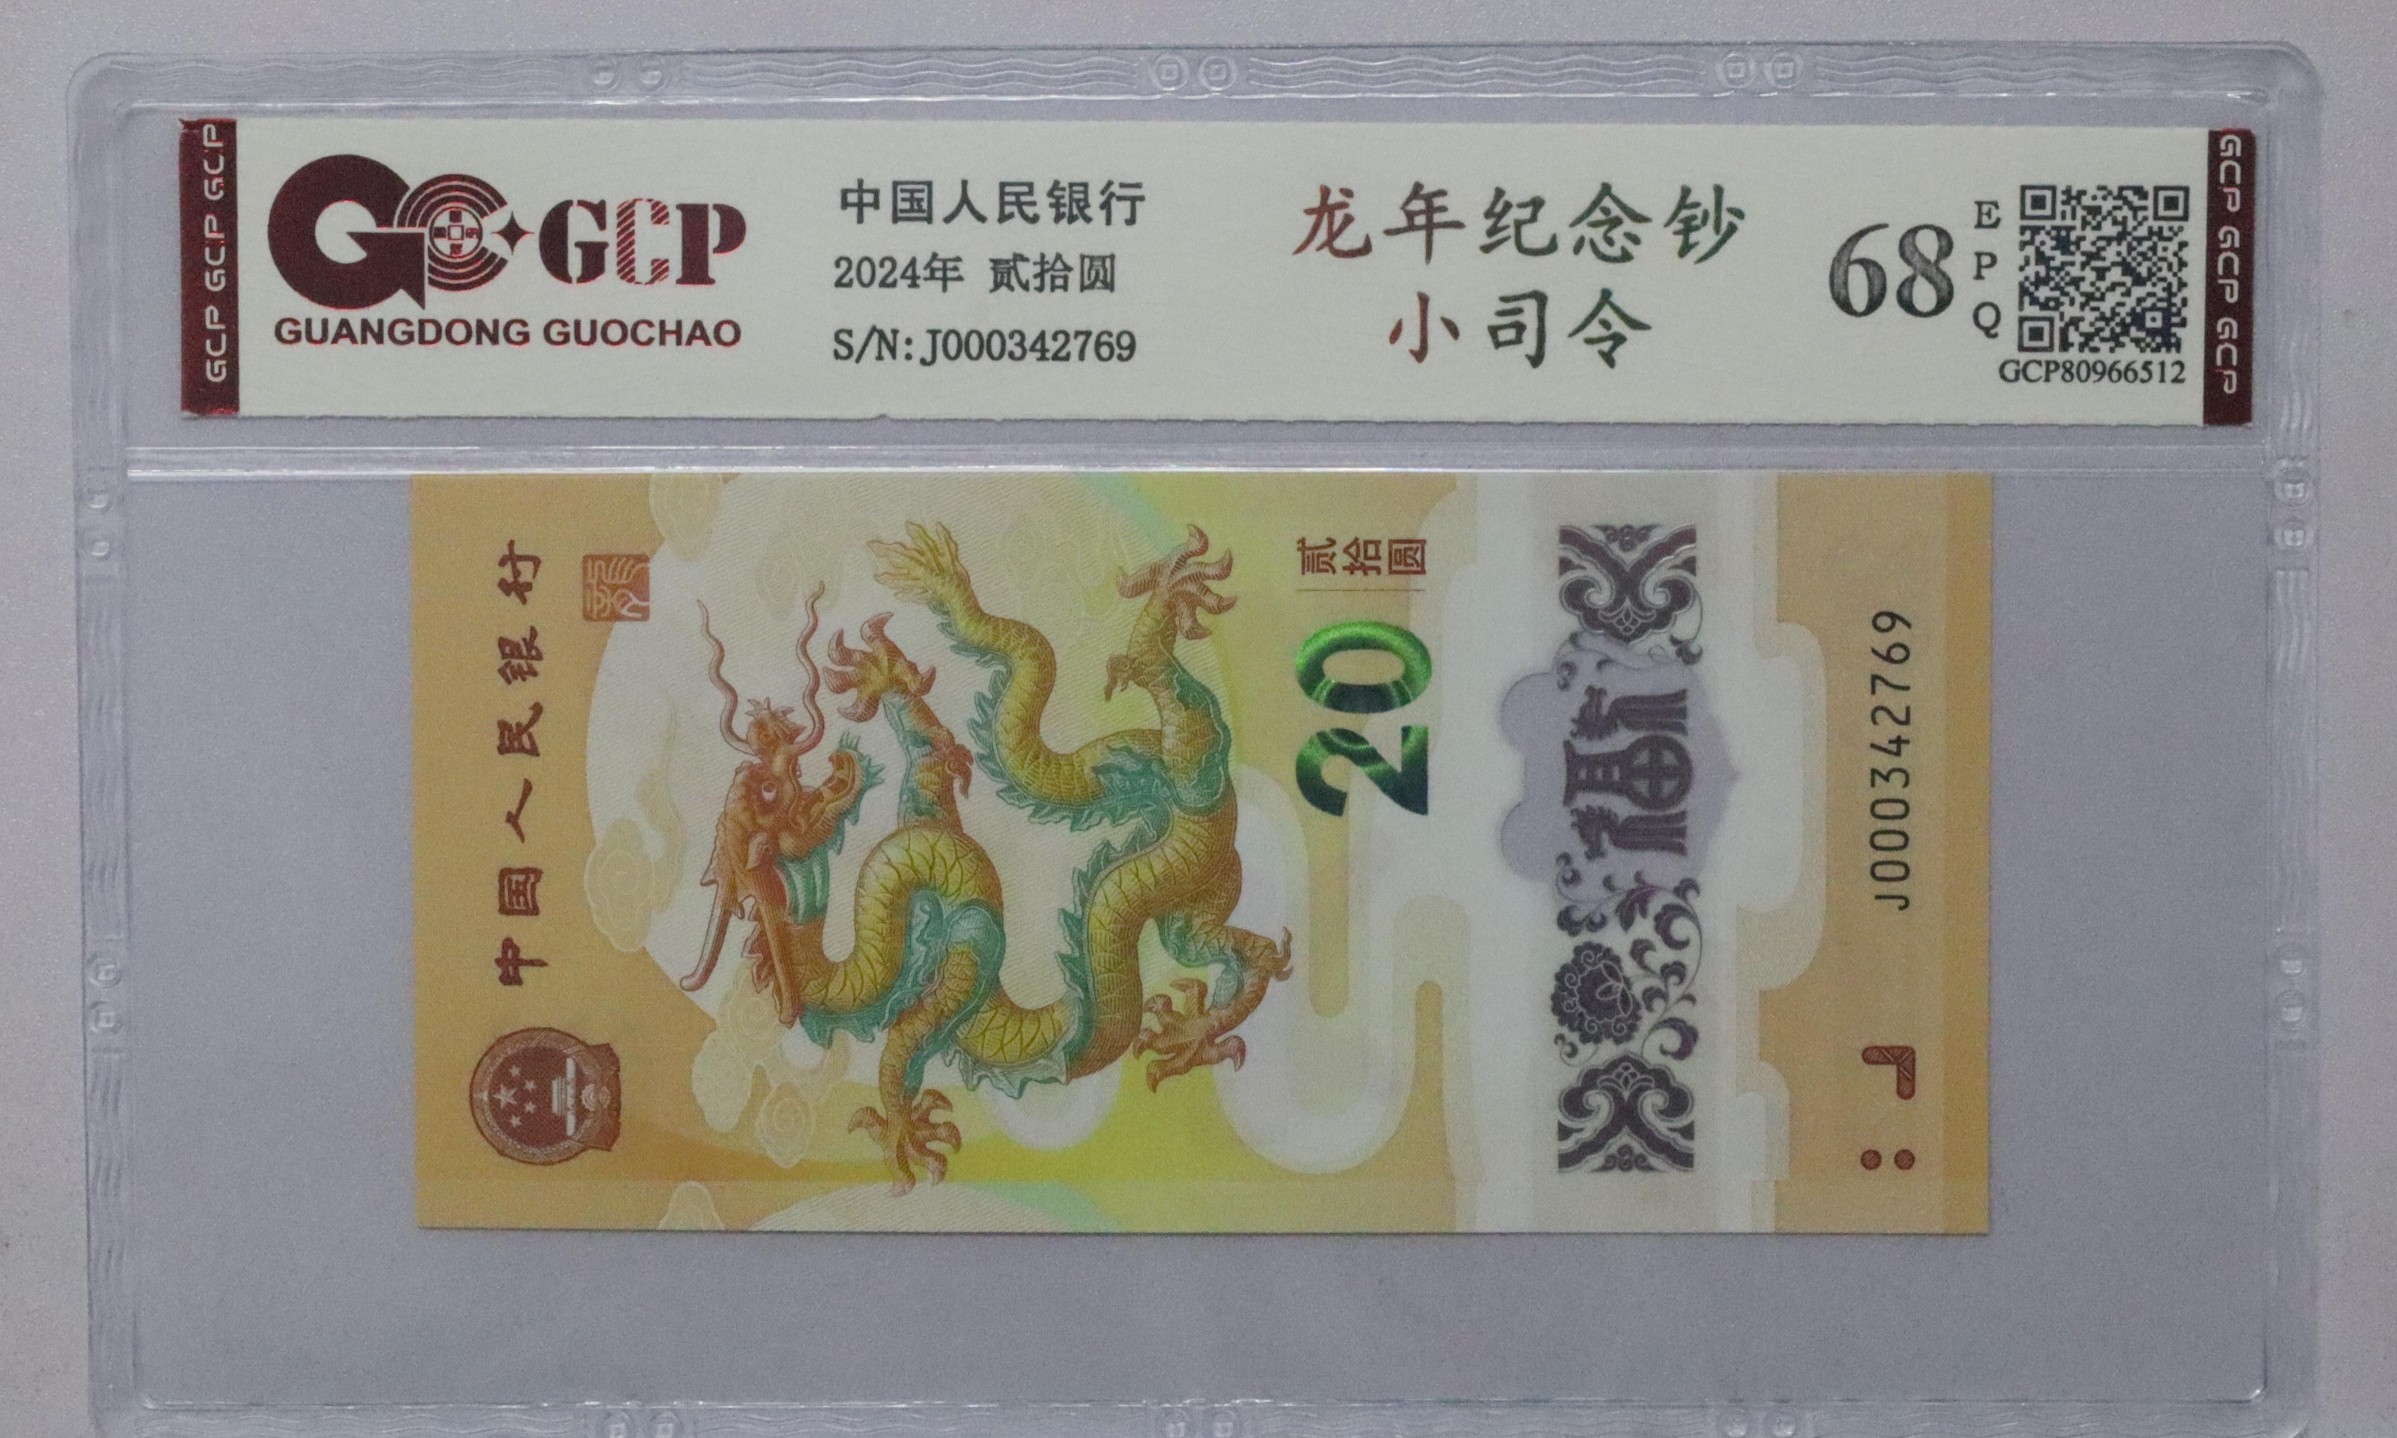 GCP GCP GCP
GCP
GUANGDONG GUOCHAO
中国人民银行
2024年 贰拾圆
S/N:J000342769
龙年纪念钞
小司令
68
EPQ
GCP80966512
GCP GCP GCP
中国人民银行
贰拾圆
20
福
J000342769